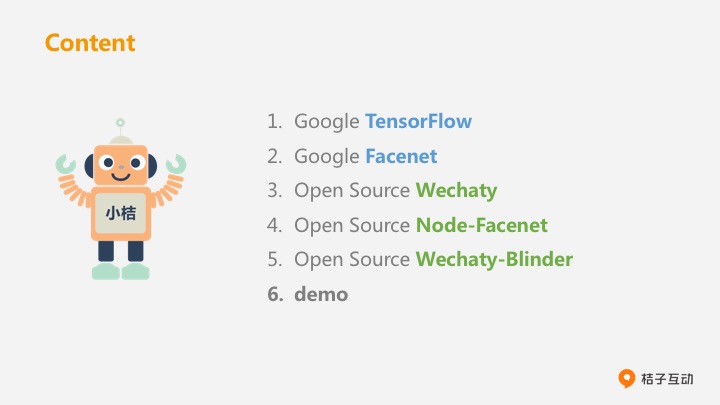 Content
小桔
1. Google TensorFlow
2. Google Facenet
3. Open Source Wechaty
4. Open Source Node-Facenet
5. Open Source Wechaty-Blinder
6. demo
桔子互动